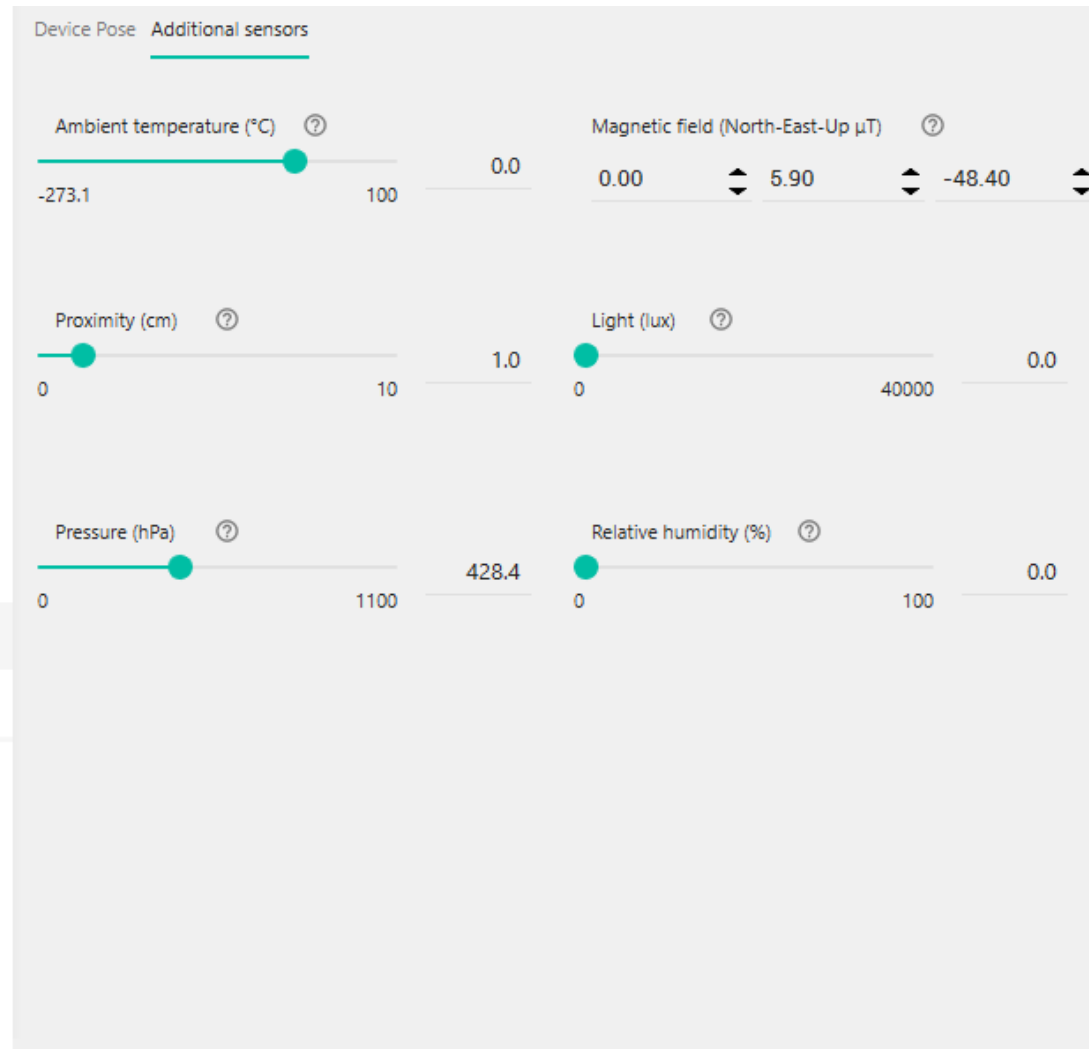 Device Pose Additional sensors
Ambient temperature (°C)
0.0
-273.1 100
Magnetic field (North-East-Up µT)
0.00 5.90 -48.40
Proximity (cm)
1.0
0 10
Light (lux)
0.0
0 40000
Pressure (hPa)
428.4
0 1100
Relative humidity (%)
0.0
0 100